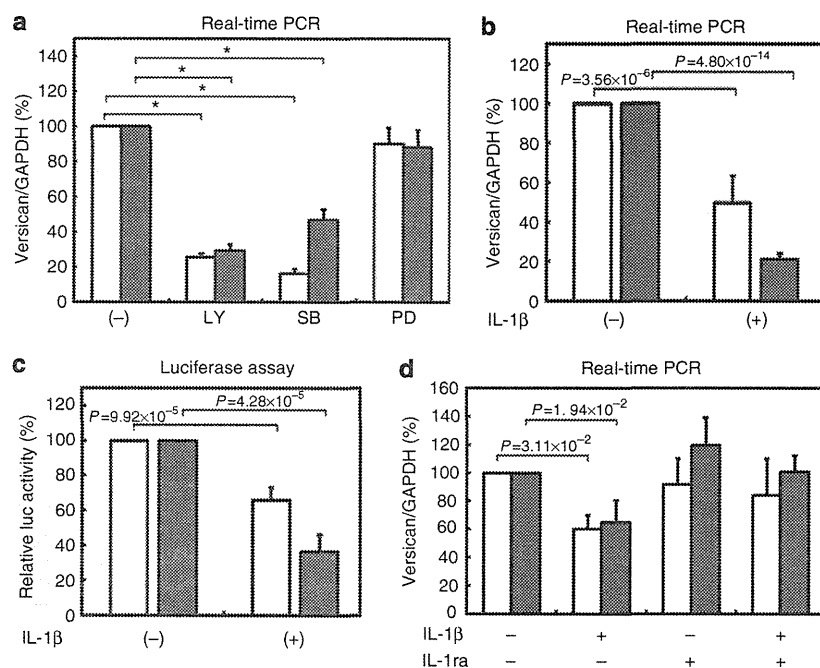 a
Real-time PCR
Versican/GAPDH (%)
140
120
100
80
60
40
20
0
*
*
*
*
(–) LY SB PD
b
Real-time PCR
Versican/GAPDH (%)
120
100
80
60
40
20
0
P=4.80×10⁻¹⁴
P=3.56×10⁻⁶
IL-1β (–) (+)
c
Luciferase assay
Relative luc activity (%)
120
100
80
60
40
20
0
P=9.92×10⁻⁵
P=4.28×10⁻⁵
IL-1β (–) (+)
d
Real-time PCR
Versican/GAPDH (%)
160
140
120
100
80
60
40
20
0
P=1.94×10⁻²
P=3.11×10⁻²
IL-1β – + – +
IL-1ra – – + +